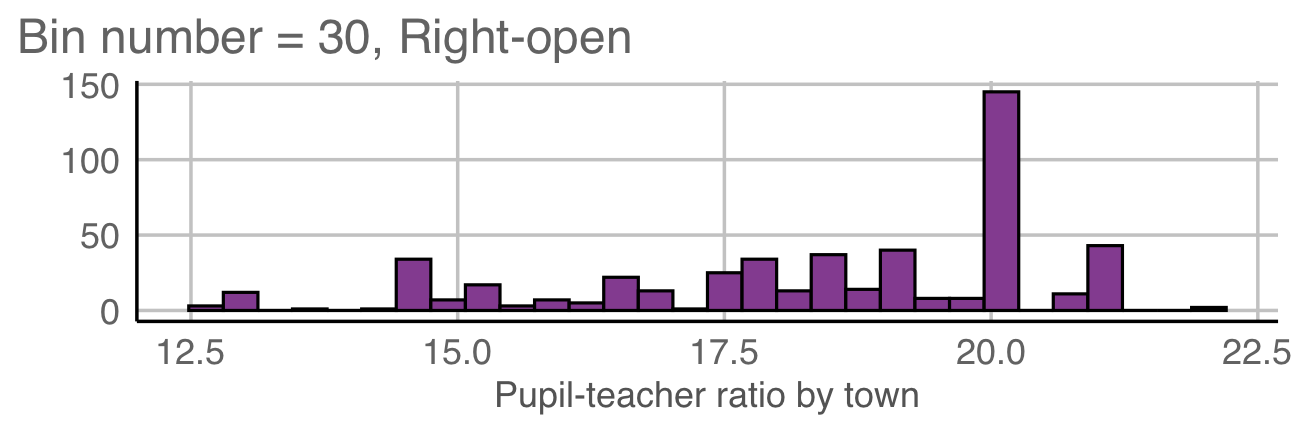 Bin number = 30, Right-open
150
100
50
0
12.5 15.0 17.5 20.0 22.5
Pupil-teacher ratio by town